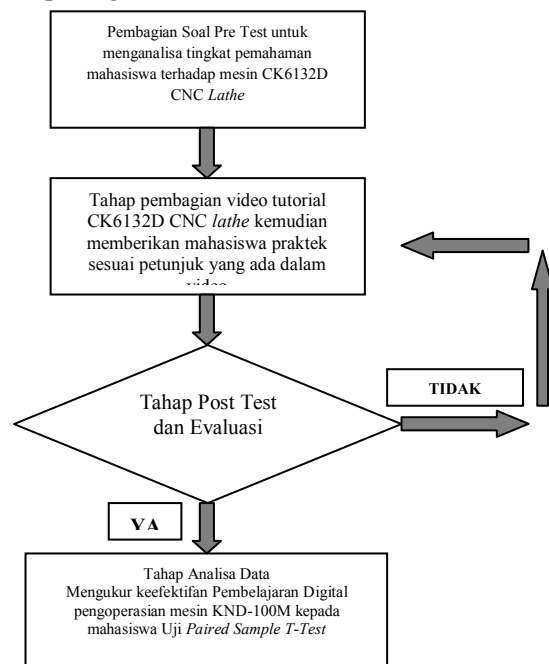 Pembagian Soal Pre Test untuk
menganalisa tingkat pemahaman
mahasiswa terhadap mesin CK6132D
CNC Lathe
Tahap pembagian video tutorial
CK6132D CNC lathe kemudian
memberikan mahasiswa praktek
sesuai petunjuk yang ada dalam
video
TIDAK
Tahap Post Test
dan Evaluasi
YA
Tahap Analisa Data
Mengukur keefektifan Pembelajaran Digital
pengoperasian mesin KND-100M kepada
mahasiswa Uji Paired Sample T-Test